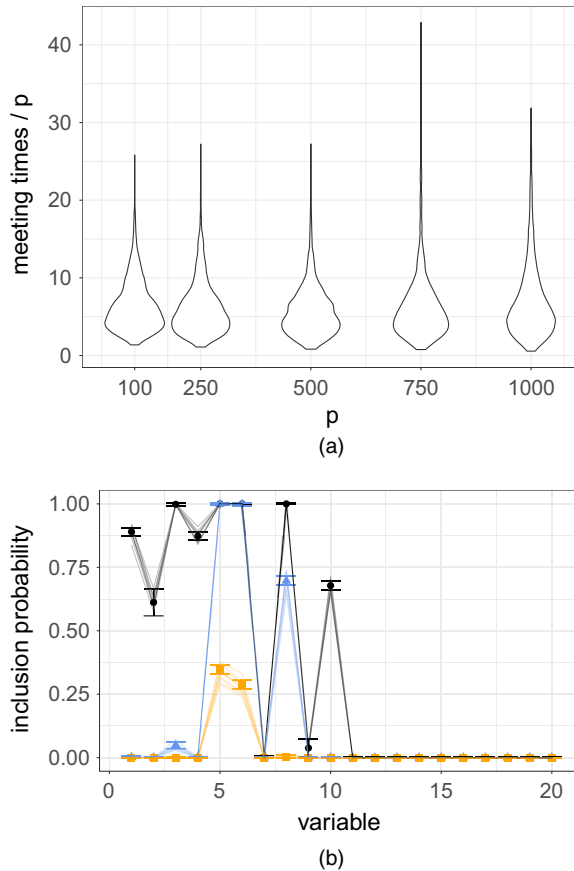 meeting times / p
40
30
20
10
0
100 250 500 750 1000
p
(a)
inclusion probability
1.00
0.75
0.50
0.25
0.00
0 5 10 15 20
variable
(b)